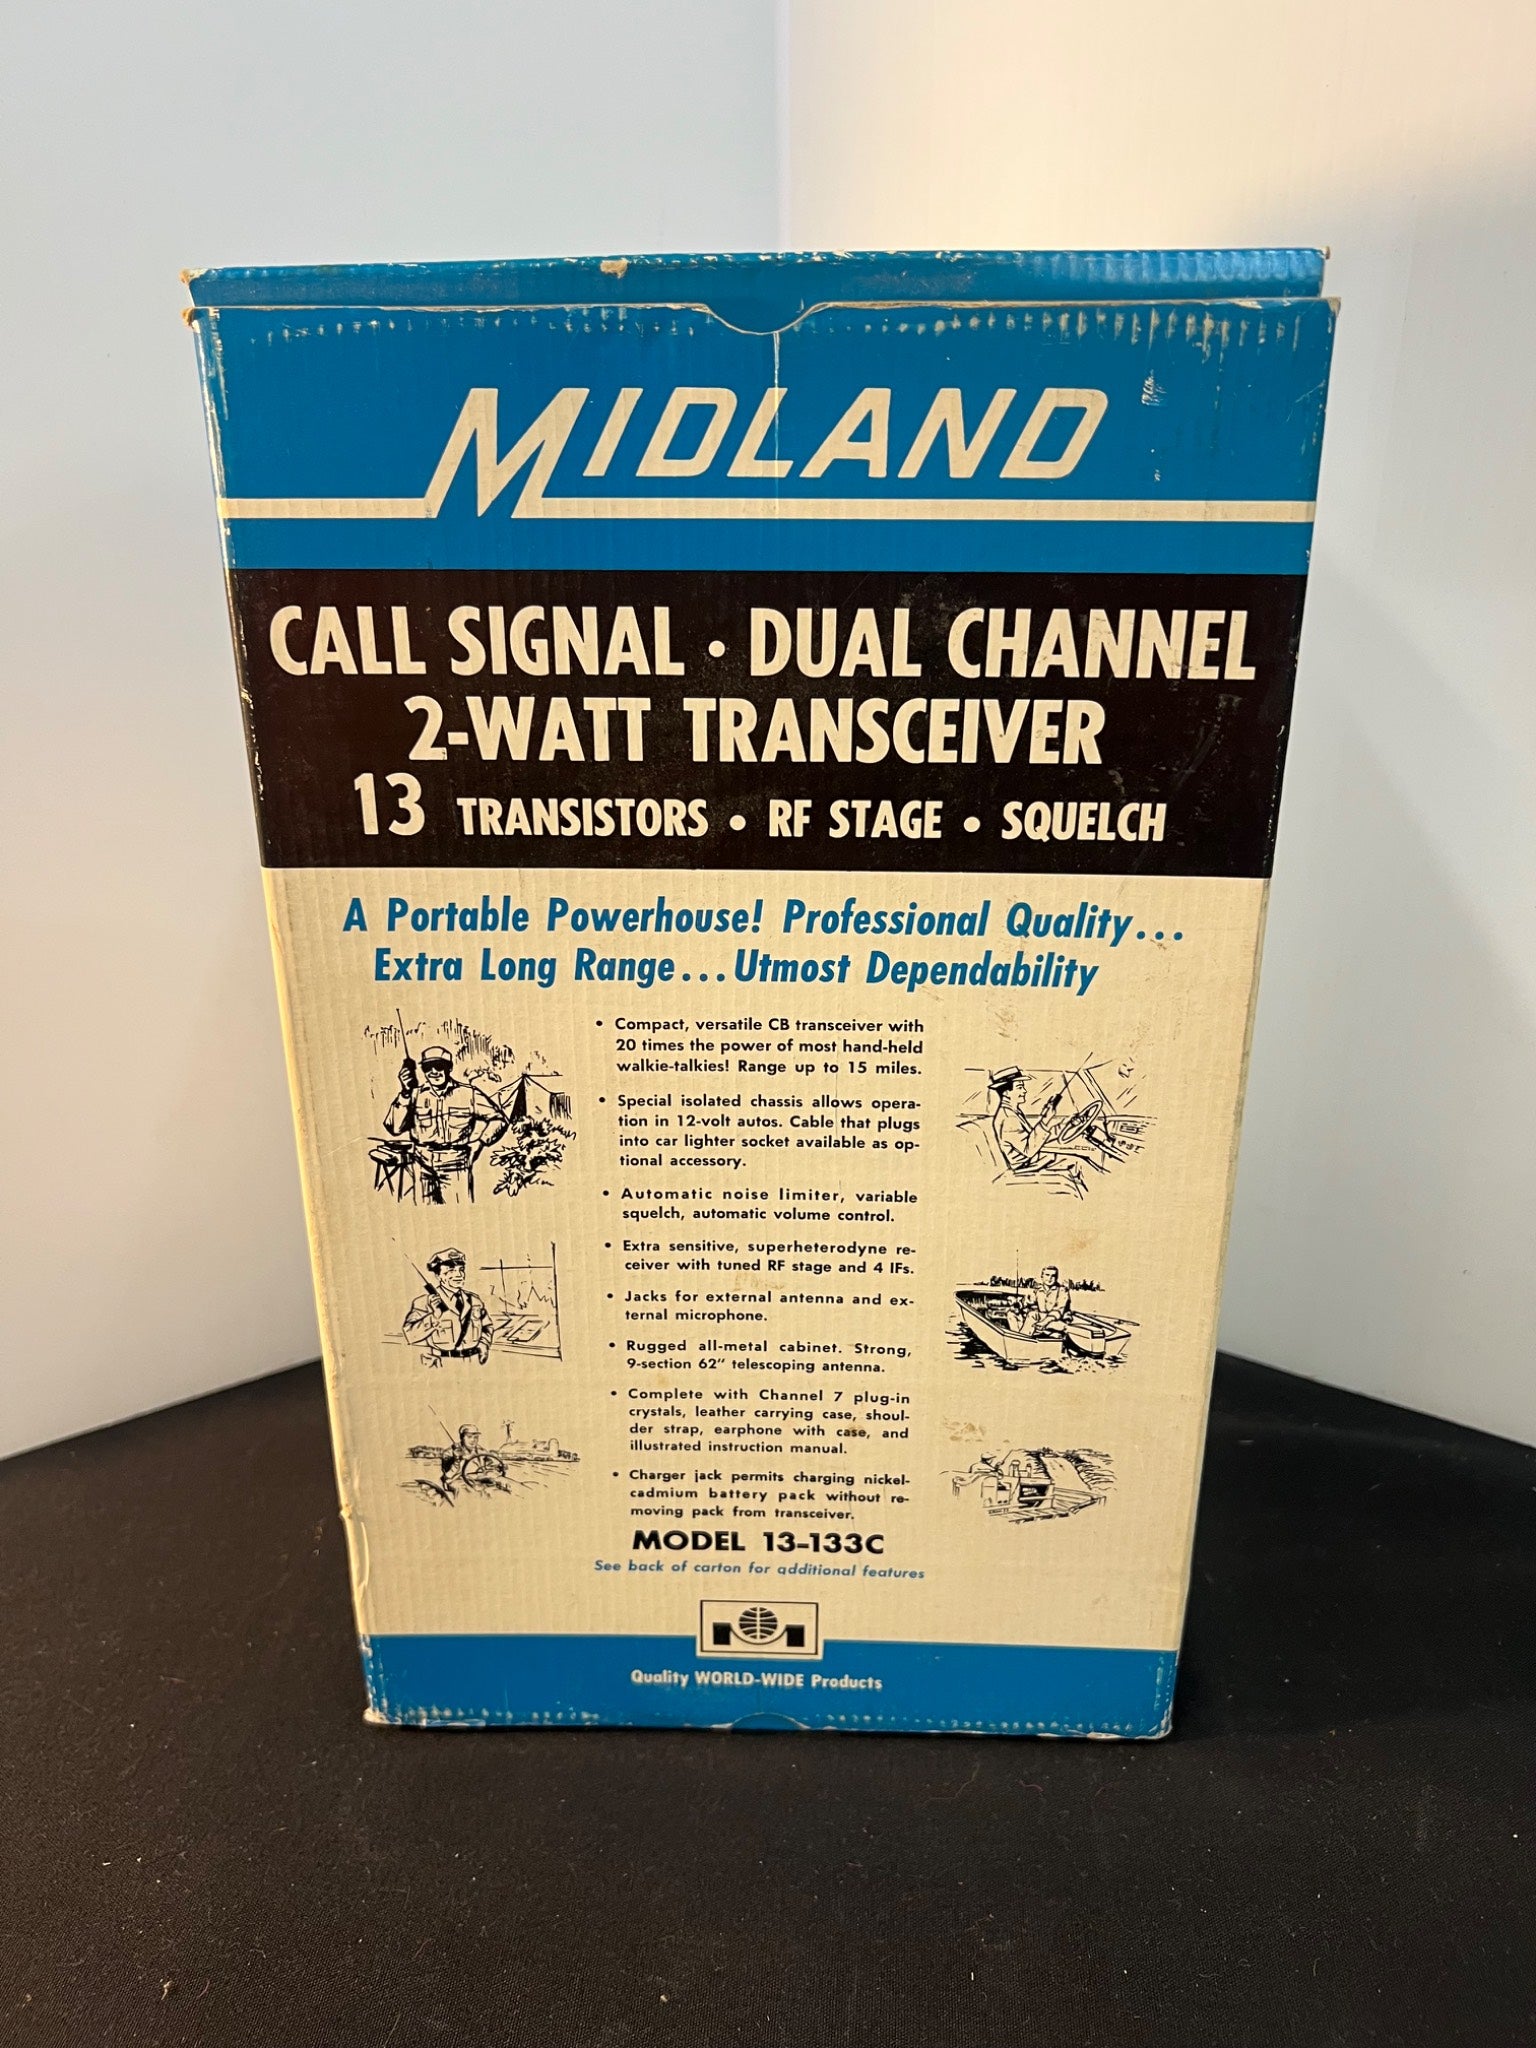 MIDLAND
CALL SIGNAL • DUAL CHANNEL
2-WATT TRANSCEIVER
13 TRANSISTORS • RF STAGE • SQUELCH
A Portable Powerhouse! Professional Quality...
Extra Long Range...Utmost Dependability
• Compact, versatile CB transceiver with
20 times the power of most hand-held
walkie-talkies! Range up to 15 miles.
• Special isolated chassis allows opera-
tion in 12-volt autos. Cable that plugs
into car lighter socket available as op-
tional accessory.
• Automatic noise limiter, variable
squelch, automatic volume control.
• Extra sensitive, superheterodyne re-
ceiver with tuned RF stage and 4 IFs.
• Jacks for external antenna and ex-
ternal microphone.
• Rugged all-metal cabinet. Strong,
9-section 62" telescoping antenna.
• Complete with Channel 7 plug-in
crystals, leather carrying case, shoul-
der strap, earphone with case, and
illustrated instruction manual.
• Charger jack permits charging nickel-
cadmium battery pack without re-
moving pack from transceiver.
MODEL 13-133C
See back of carton for additional features
Quality WORLD-WIDE Products